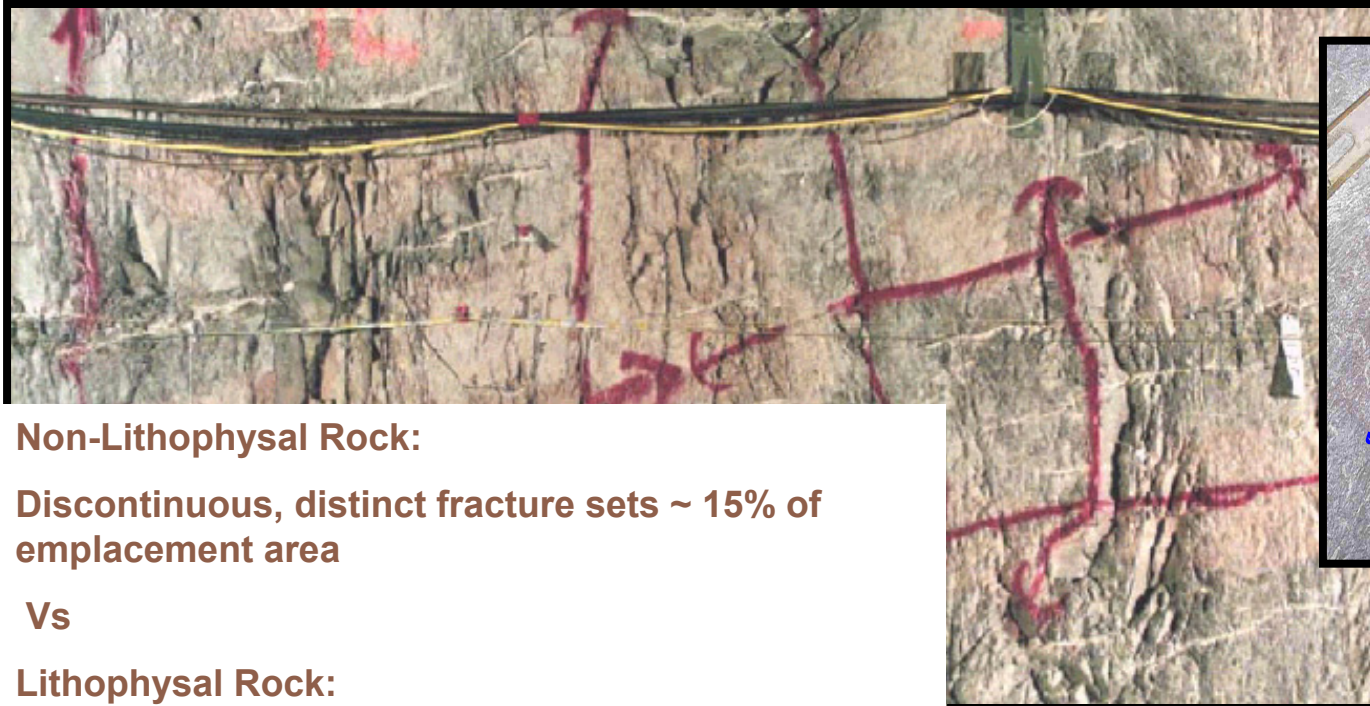 Non-Lithophysal Rock:
Discontinuous, distinct fracture sets ~ 15% of
emplacement area
Vs
Lithophysal Rock: